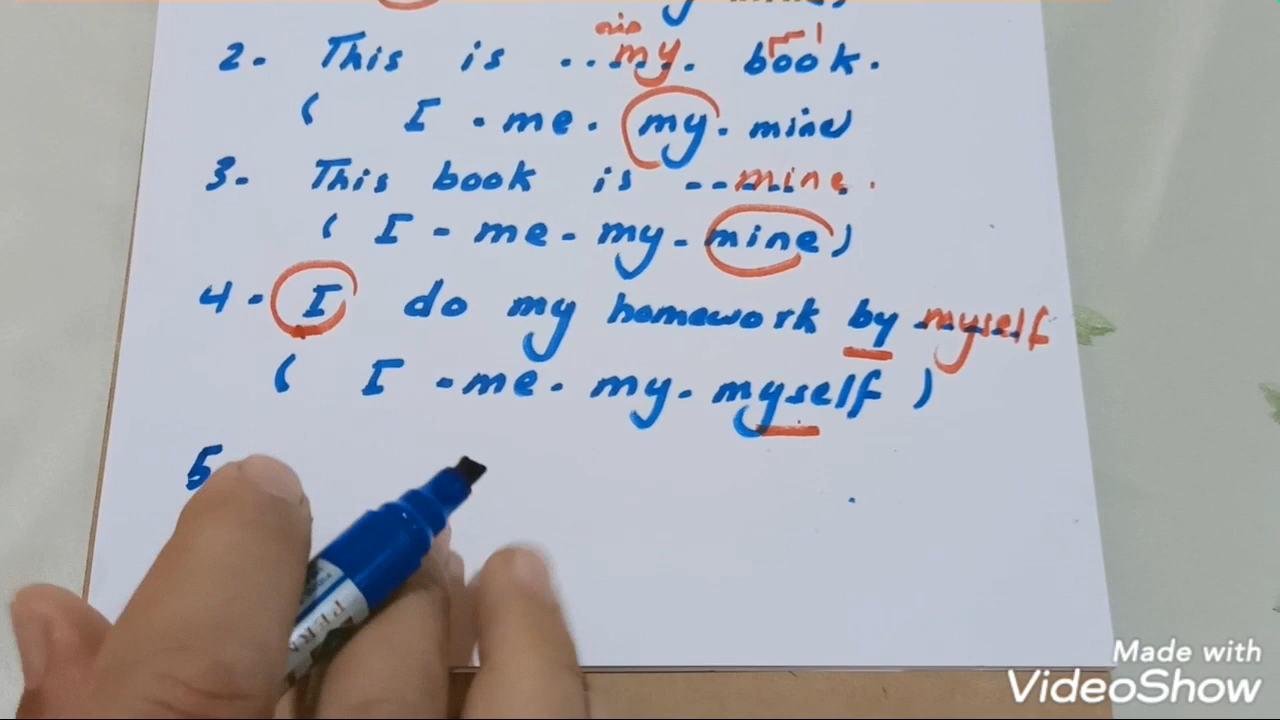 2. This is ..my.. book.
( I - me - my - mine
3- This book is --mine.
( I - me - my - mine )
4- I do my homework by myself
( I - me - my - myself )
5
Made with
VideoShow